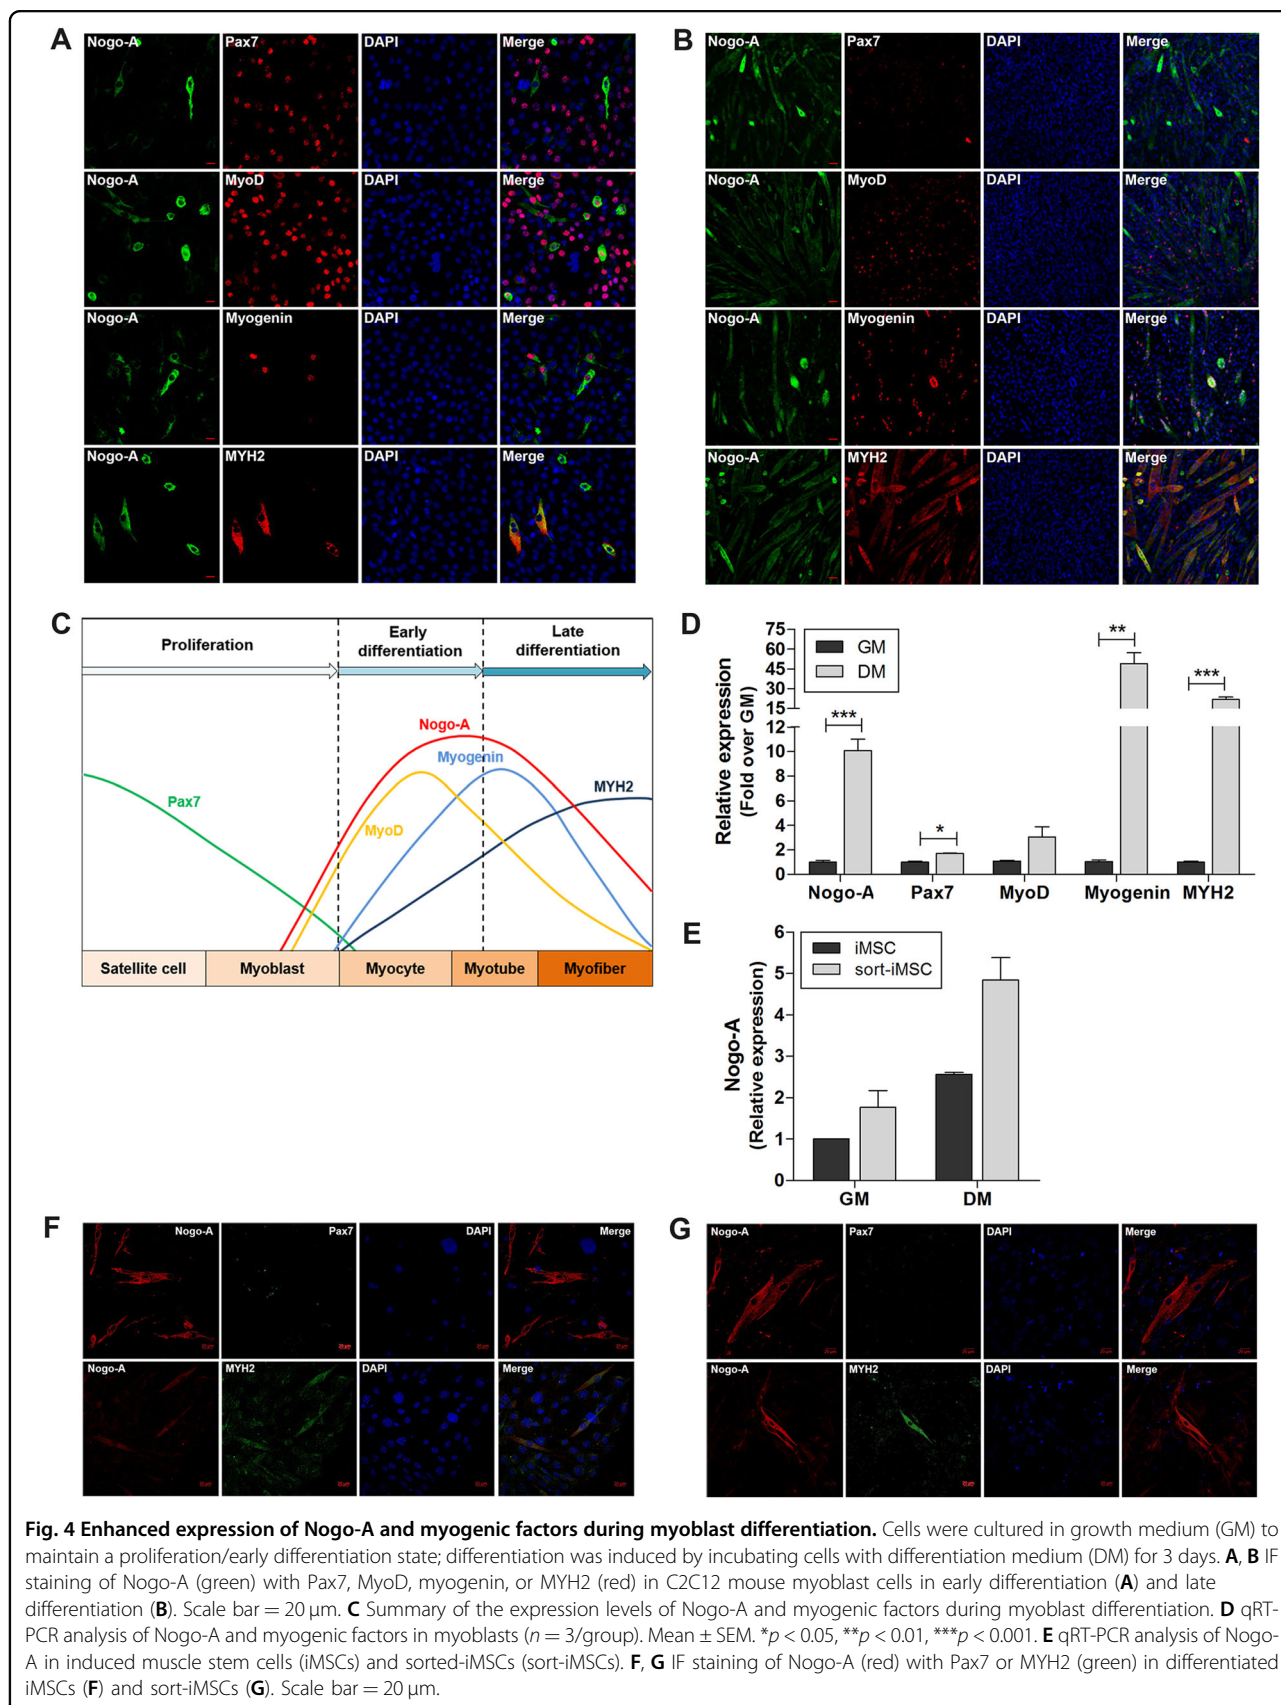 A
Nogo-A Pax7 DAPI Merge
Nogo-A MyoD DAPI Merge
Nogo-A Myogenin DAPI Merge
Nogo-A MYH2 DAPI Merge
B
Nogo-A Pax7 DAPI Merge
Nogo-A MyoD DAPI Merge
Nogo-A Myogenin DAPI Merge
Nogo-A MYH2 DAPI Merge
C
Proliferation
Early differentiation
Late differentiation
Nogo-A
Myogenin
MYH2
Pax7
MyoD
Satellite cell Myoblast Myocyte Myotube Myofiber
D
Relative expression
(Fold over GM)
75
60
45
30
15
12
10
8
6
4
2
0
GM
DM
***
*
**
***
Nogo-A Pax7 MyoD Myogenin MYH2
E
Nogo-A
(Relative expression)
6
5
4
3
2
1
0
iMSC
sort-iMSC
GM DM
F
Nogo-A Pax7 DAPI Merge
Nogo-A MYH2 DAPI Merge
G
Nogo-A Pax7 DAPI Merge
Nogo-A MYH2 DAPI Merge
Fig. 4 Enhanced expression of Nogo-A and myogenic factors during myoblast differentiation. Cells were cultured in growth medium (GM) to
maintain a proliferation/early differentiation state; differentiation was induced by incubating cells with differentiation medium (DM) for 3 days. A, B IF
staining of Nogo-A (green) with Pax7, MyoD, myogenin, or MYH2 (red) in C2C12 mouse myoblast cells in early differentiation (A) and late
differentiation (B). Scale bar = 20 µm. C Summary of the expression levels of Nogo-A and myogenic factors during myoblast differentiation. D qRT-
PCR analysis of Nogo-A and myogenic factors in myoblasts (n = 3/group). Mean ± SEM. *p < 0.05, **p < 0.01, ***p < 0.001. E qRT-PCR analysis of Nogo-
A in induced muscle stem cells (iMSCs) and sorted-iMSCs (sort-iMSCs). F, G IF staining of Nogo-A (red) with Pax7 or MYH2 (green) in differentiated
iMSCs (F) and sort-iMSCs (G). Scale bar = 20 µm.